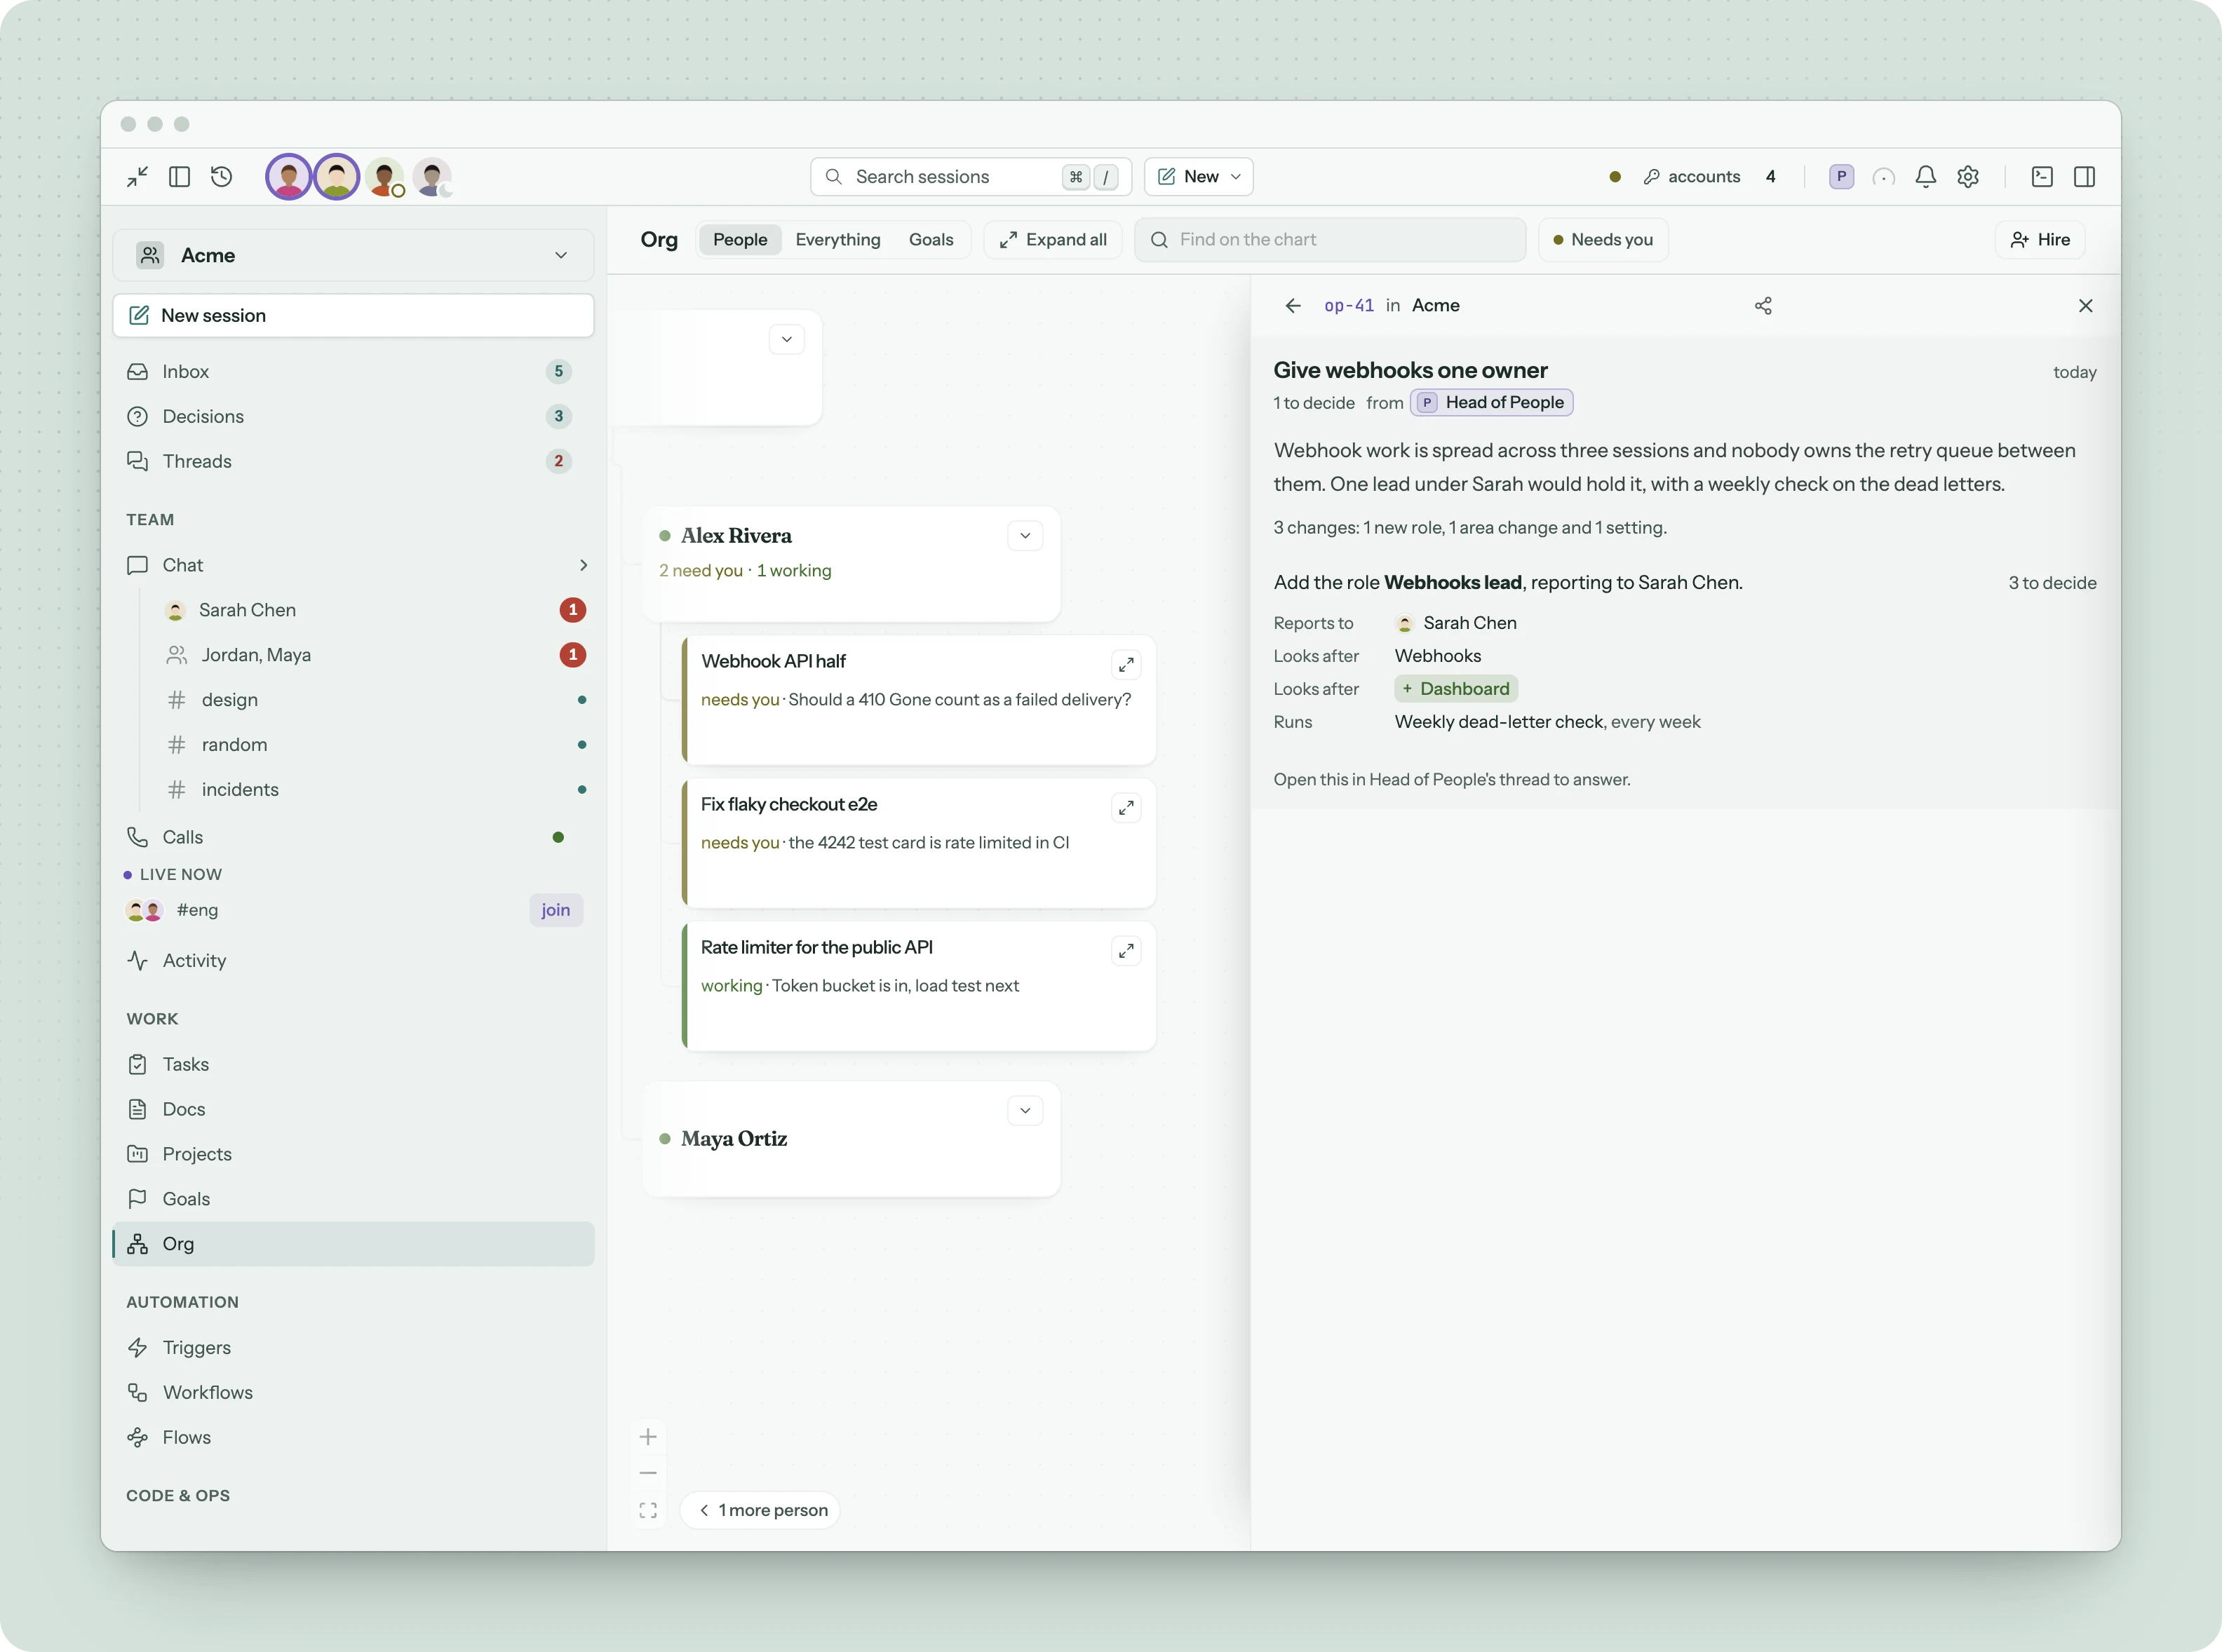 Search sessions
⌘ /
New
accounts 4
P
Acme
New session
Inbox 5
Decisions 3
Threads 2
TEAM
Chat
Sarah Chen 1
Jordan, Maya 1
# design
# random
# incidents
Calls
LIVE NOW
#eng join
Activity
WORK
Tasks
Docs
Projects
Goals
Org
AUTOMATION
Triggers
Workflows
Flows
CODE & OPS
Org People Everything Goals Expand all Find on the chart Needs you Hire
Alex Rivera
2 need you · 1 working
Webhook API half
needs you · Should a 410 Gone count as a failed delivery?
Fix flaky checkout e2e
needs you · the 4242 test card is rate limited in CI
Rate limiter for the public API
working · Token bucket is in, load test next
Maya Ortiz
1 more person
op-41 in Acme
Give webhooks one owner today
1 to decide from P Head of People
Webhook work is spread across three sessions and nobody owns the retry queue between
them. One lead under Sarah would hold it, with a weekly check on the dead letters.
3 changes: 1 new role, 1 area change and 1 setting.
Add the role Webhooks lead, reporting to Sarah Chen. 3 to decide
Reports to Sarah Chen
Looks after Webhooks
Looks after + Dashboard
Runs Weekly dead-letter check, every week
Open this in Head of People's thread to answer.